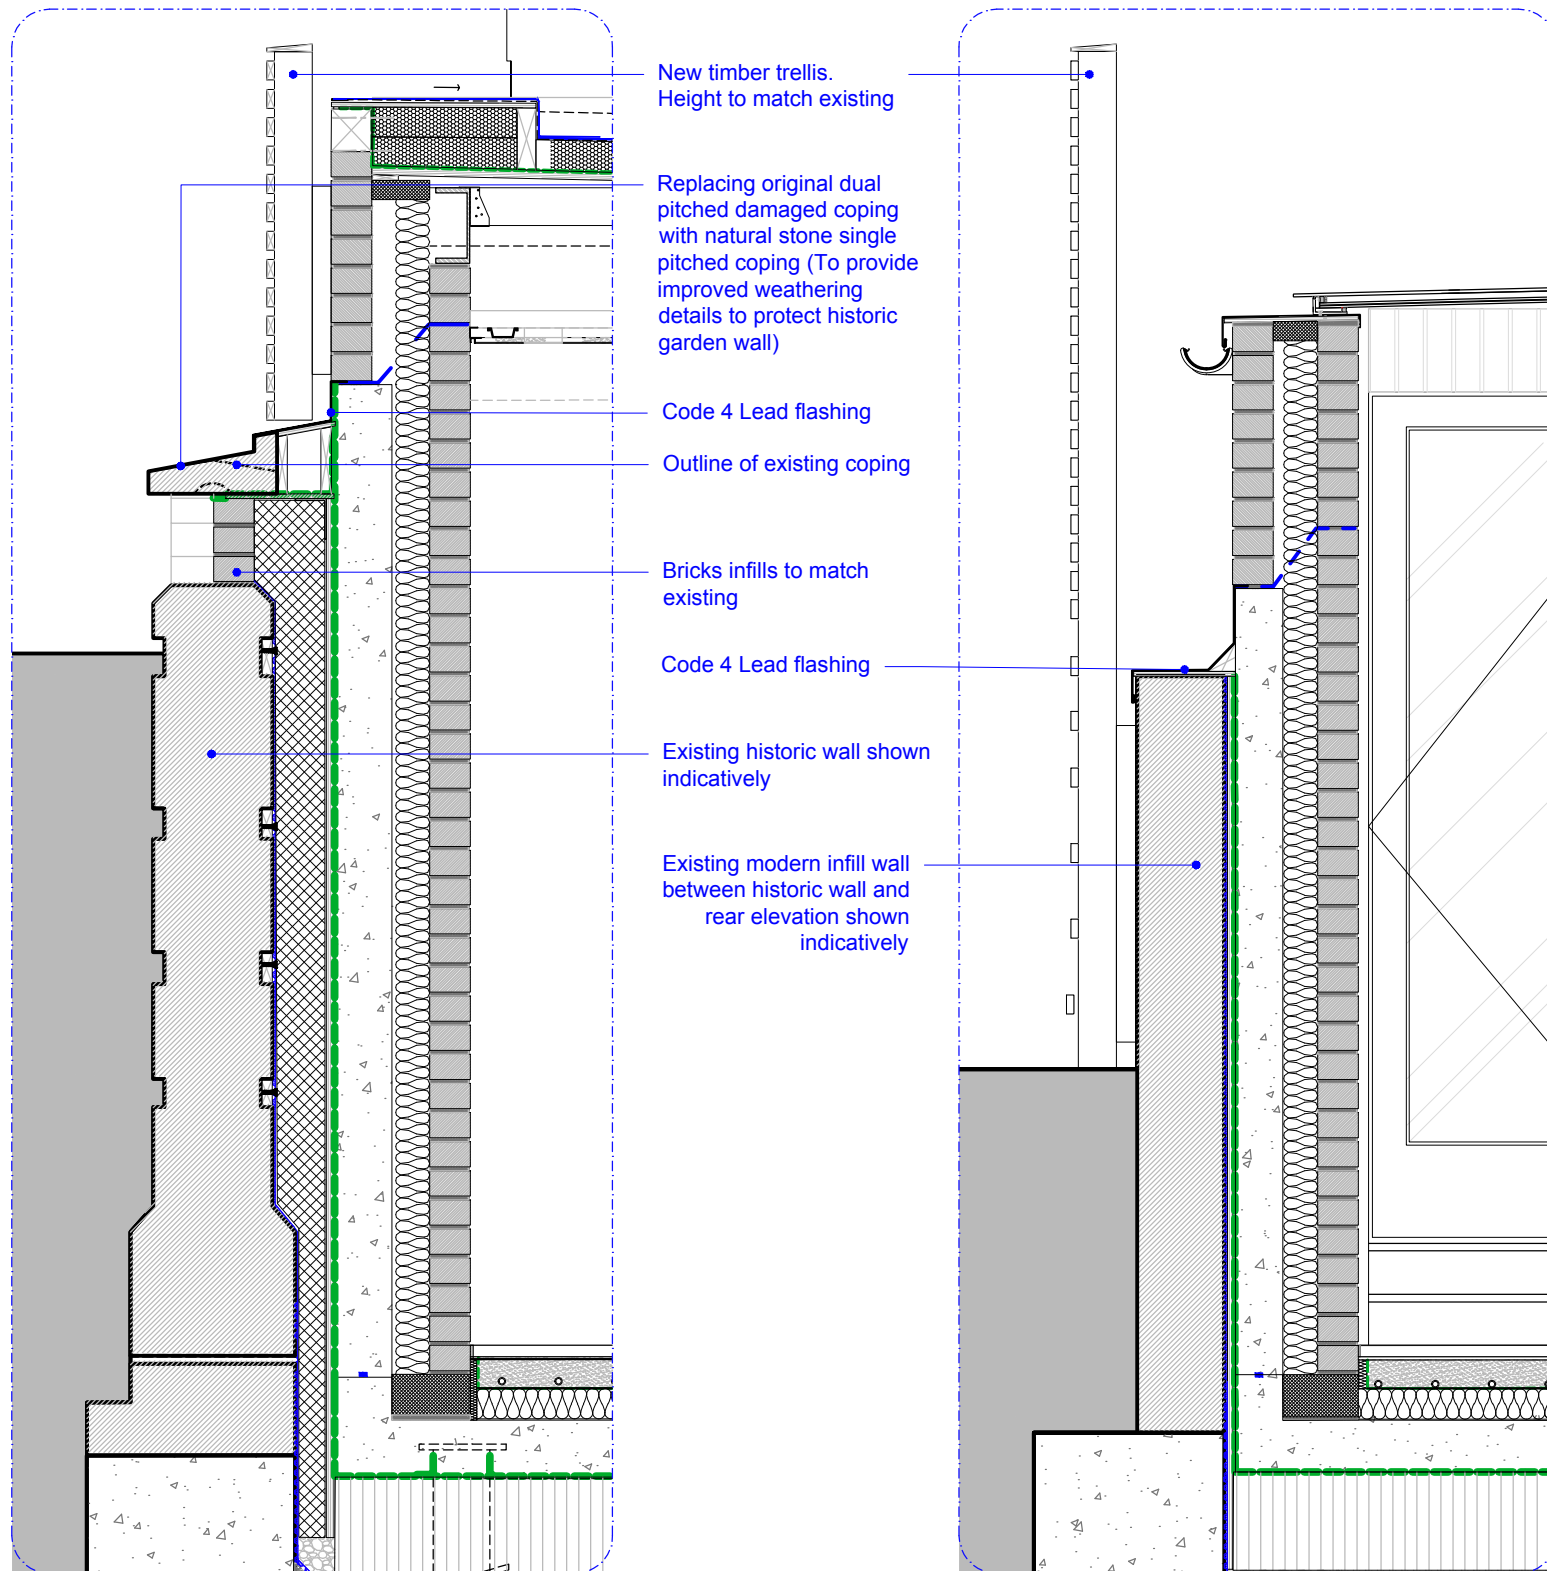 New timber trellis.
Height to match existing
Replacing original dual
pitched damaged coping
with natural stone single
pitched coping (To provide
improved weathering
details to protect historic
garden wall)
Code 4 Lead flashing
Outline of existing coping
Bricks infills to match
existing
Code 4 Lead flashing
Existing historic wall shown
indicatively
Existing modern infill wall
between historic wall and
rear elevation shown
indicatively